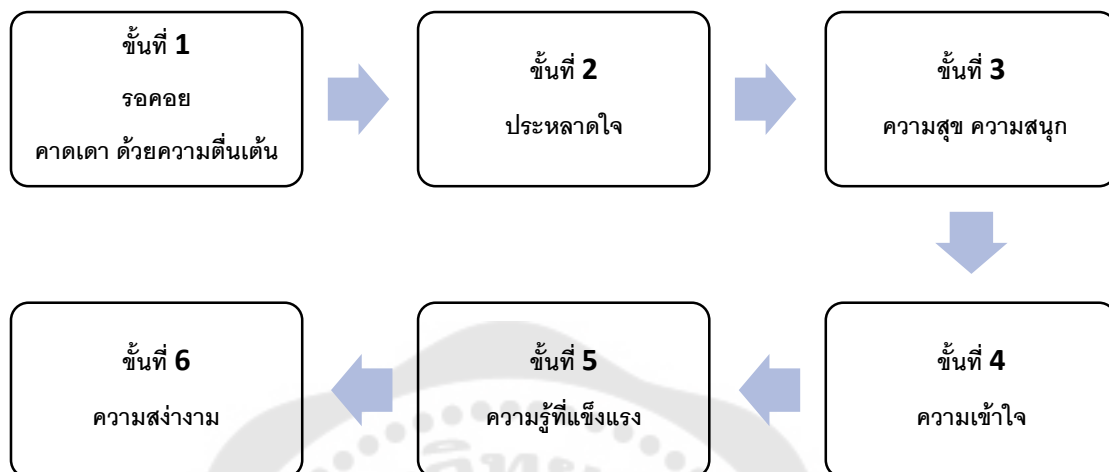 ขั้นที่ 1
รอคอย
คาดเดา ด้วยความตื่นเต้น
ขั้นที่ 2
ประหลาดใจ
ขั้นที่ 3
ความสุข ความสนุก
ขั้นที่ 4
ความเข้าใจ
ขั้นที่ 5
ความรู้ที่แข็งแรง
ขั้นที่ 6
ความสง่างาม